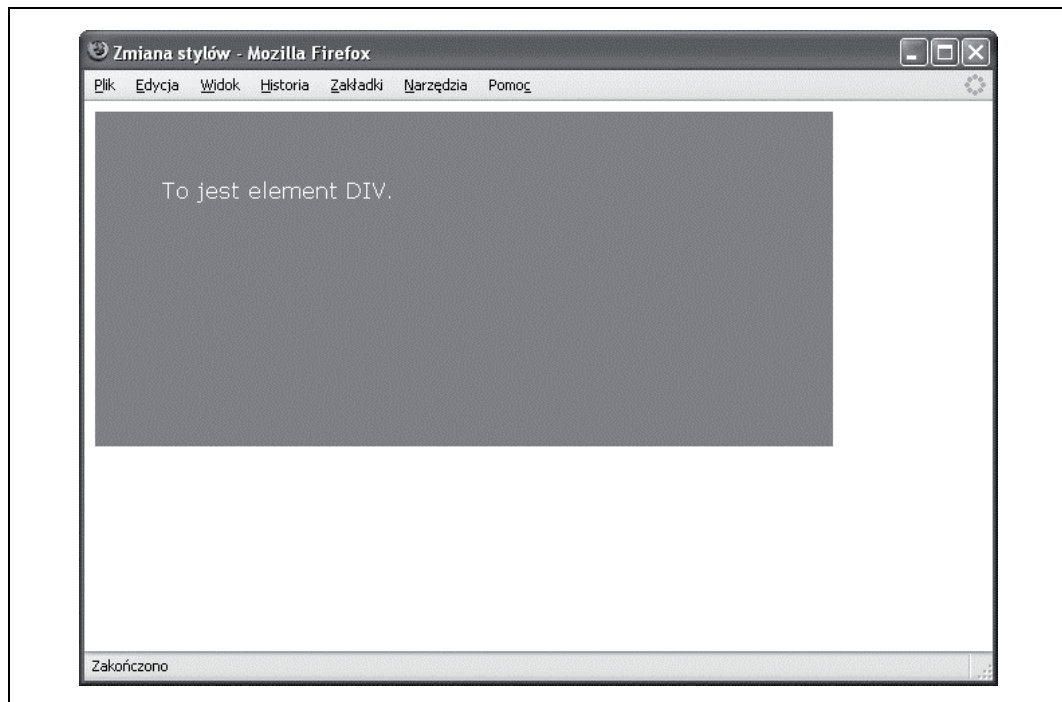 Zmiana stylów - Mozilla Firefox
Plik Edycja Widok Historia Zakładki Narzędzia Pomoc
To jest element DIV.
Zakończono